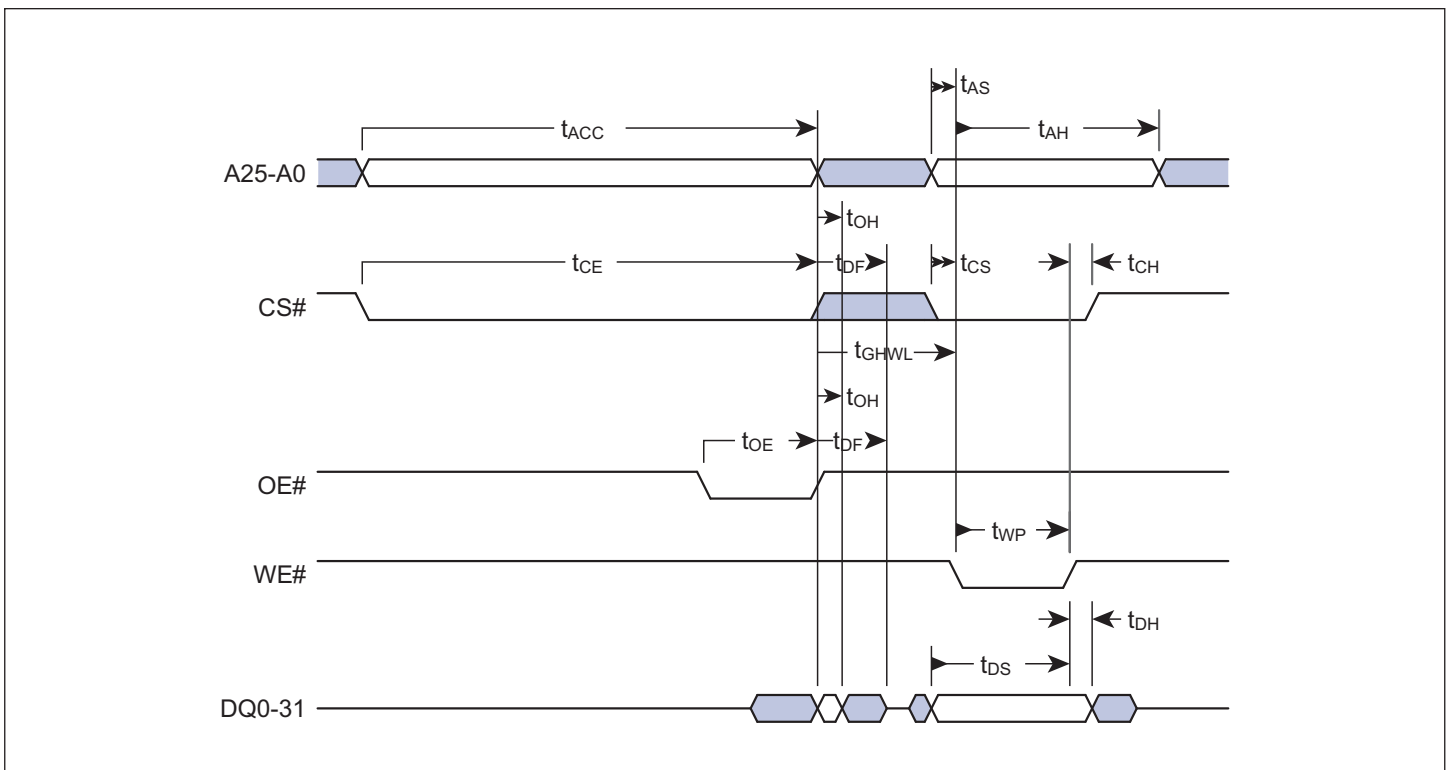 tAS
tACC
tAH
A25-A0
tOH
tCE
tDF
tCS
tCH
CS#
tGHWL
tOH
tOE
tDF
OE#
tWP
WE#
tDH
tDS
DQ0-31